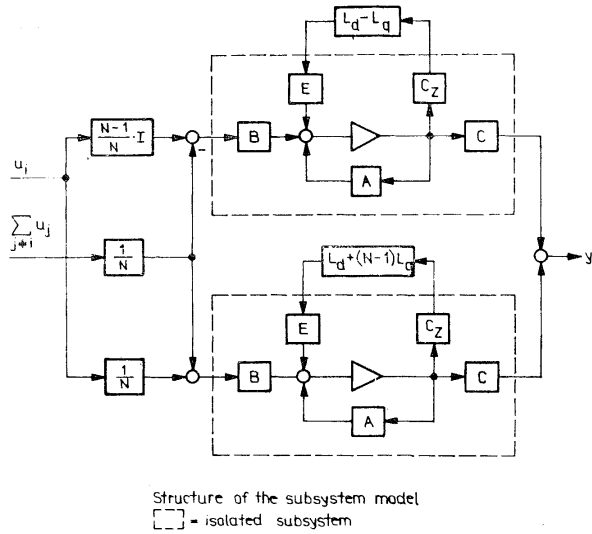 L_d-L_q
E
C_Z
(N-1)/N · I
-
B
C
A
u_i
∑_{j≠i} u_j
1/N
y
L_d+(N-1)L_q
E
C_Z
1/N
B
C
A
Structure of the subsystem model
= isolated subsystem